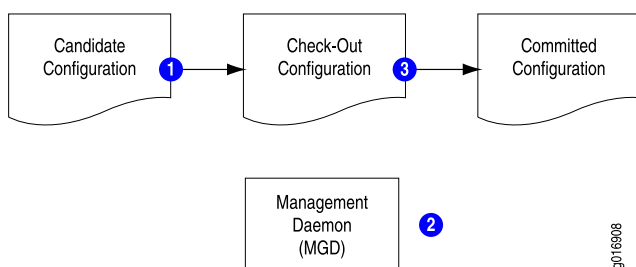 Candidate
Configuration
1
Check-Out
Configuration
3
Committed
Configuration
Management
Daemon
(MGD)
2
g016908